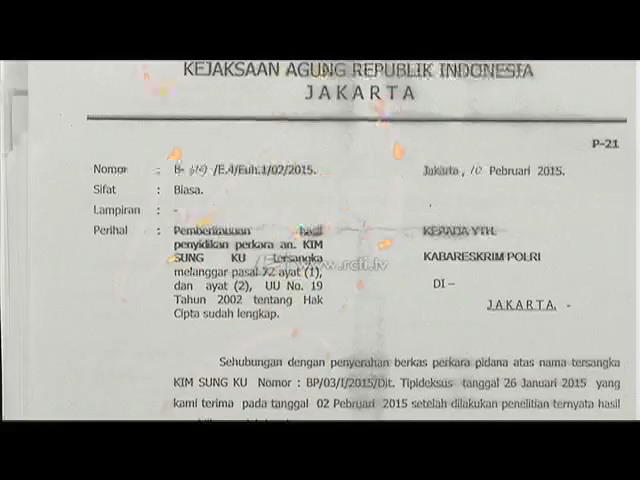 KEJAKSAAN AGUNG REPUBLIK INDONESIA
JAKARTA
P-21
Nomor : B- /E.4/Euh.1/02/2015. Jakarta, 10 Pebruari 2015.
Sifat : Biasa.
Lampiran : -
Perihal : Pemberitahuan hasil KEPADA YTH.
penyidikan perkara an. KIM
SUNG KU tersangka KABARESKRIM POLRI
www.rcti.tv
melanggar pasal 72 ayat (1),
dan ayat (2), UU No. 19 DI –
Tahun 2002 tentang Hak JAKARTA. -
Cipta sudah lengkap.
Sehubungan dengan penyerahan berkas perkara pidana atas nama tersangka
KIM SUNG KU Nomor : BP/03/I/2015/Dit. Tipideksus tanggal 26 Januari 2015 yang
kami terima pada tanggal 02 Pebruari 2015 setelah dilakukan penelitian ternyata hasil